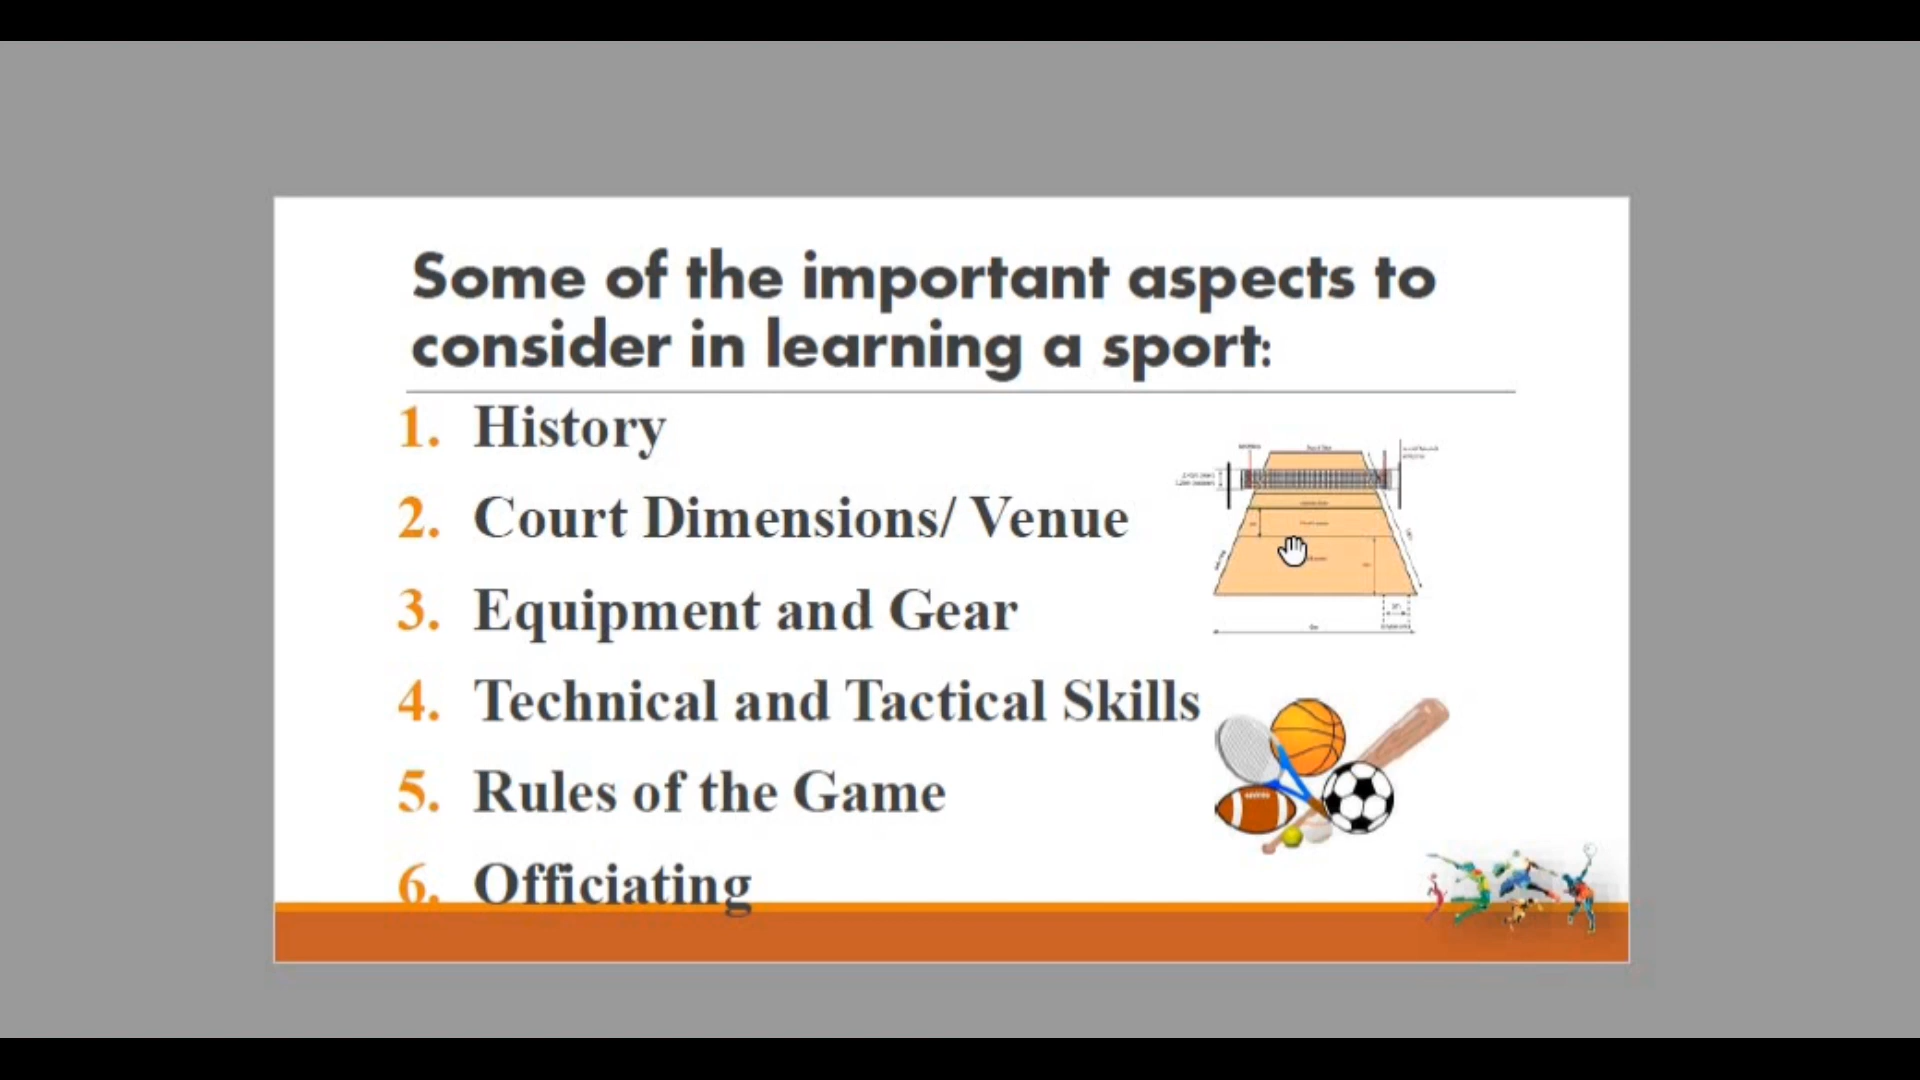 Some of the important aspects to
consider in learning a sport:
1. History
2. Court Dimensions/ Venue
3. Equipment and Gear
4. Technical and Tactical Skills
5. Rules of the Game
6. Officiating